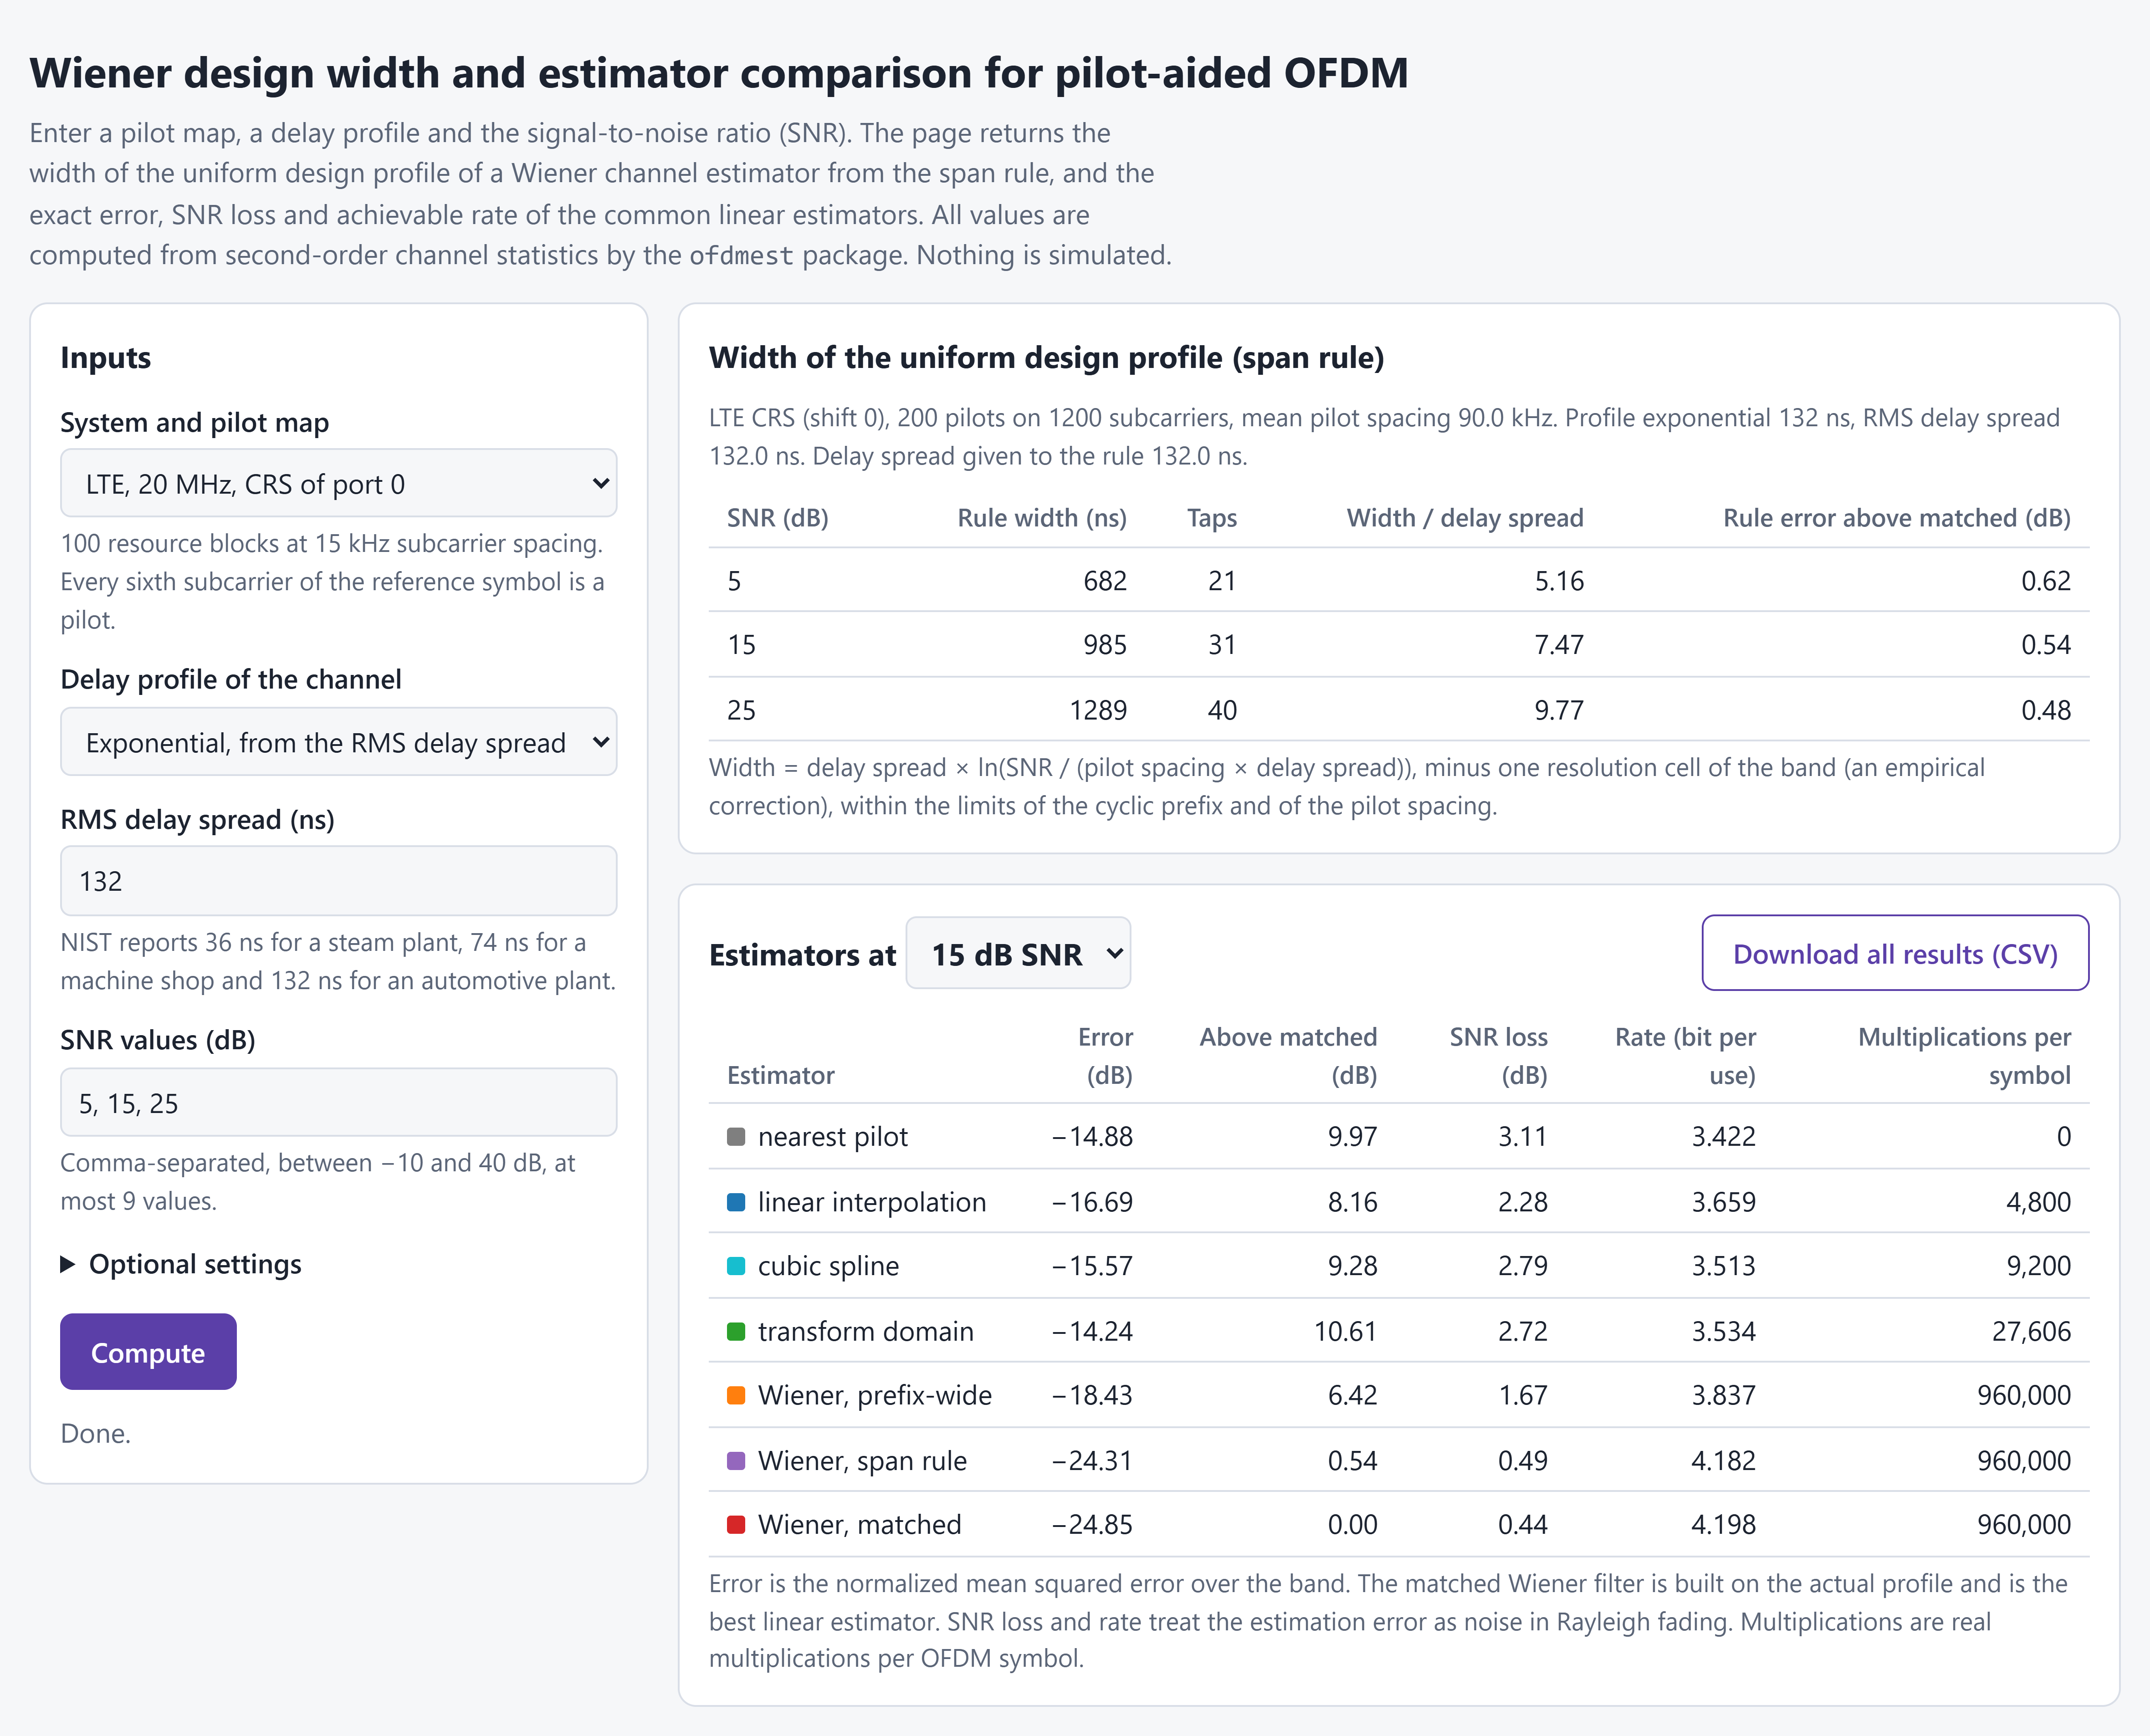 Wiener design width and estimator comparison for pilot-aided OFDM
Enter a pilot map, a delay profile and the signal-to-noise ratio (SNR). The page returns the
width of the uniform design profile of a Wiener channel estimator from the span rule, and the
exact error, SNR loss and achievable rate of the common linear estimators. All values are
computed from second-order channel statistics by the ofdmest package. Nothing is simulated.
Inputs
System and pilot map
LTE, 20 MHz, CRS of port 0
100 resource blocks at 15 kHz subcarrier spacing.
Every sixth subcarrier of the reference symbol is a
pilot.
Delay profile of the channel
Exponential, from the RMS delay spread
RMS delay spread (ns)
132
NIST reports 36 ns for a steam plant, 74 ns for a
machine shop and 132 ns for an automotive plant.
SNR values (dB)
5, 15, 25
Comma-separated, between −10 and 40 dB, at
most 9 values.
▶ Optional settings
Compute
Done.
Width of the uniform design profile (span rule)
LTE CRS (shift 0), 200 pilots on 1200 subcarriers, mean pilot spacing 90.0 kHz. Profile exponential 132 ns, RMS delay spread
132.0 ns. Delay spread given to the rule 132.0 ns.
SNR (dB) Rule width (ns) Taps Width / delay spread Rule error above matched (dB)
5 682 21 5.16 0.62
15 985 31 7.47 0.54
25 1289 40 9.77 0.48
Width = delay spread × ln(SNR / (pilot spacing × delay spread)), minus one resolution cell of the band (an empirical
correction), within the limits of the cyclic prefix and of the pilot spacing.
Estimators at 15 dB SNR Download all results (CSV)
Error Above matched SNR loss Rate (bit per Multiplications per
Estimator (dB) (dB) (dB) use) symbol
nearest pilot −14.88 9.97 3.11 3.422 0
linear interpolation −16.69 8.16 2.28 3.659 4,800
cubic spline −15.57 9.28 2.79 3.513 9,200
transform domain −14.24 10.61 2.72 3.534 27,606
Wiener, prefix-wide −18.43 6.42 1.67 3.837 960,000
Wiener, span rule −24.31 0.54 0.49 4.182 960,000
Wiener, matched −24.85 0.00 0.44 4.198 960,000
Error is the normalized mean squared error over the band. The matched Wiener filter is built on the actual profile and is the
best linear estimator. SNR loss and rate treat the estimation error as noise in Rayleigh fading. Multiplications are real
multiplications per OFDM symbol.